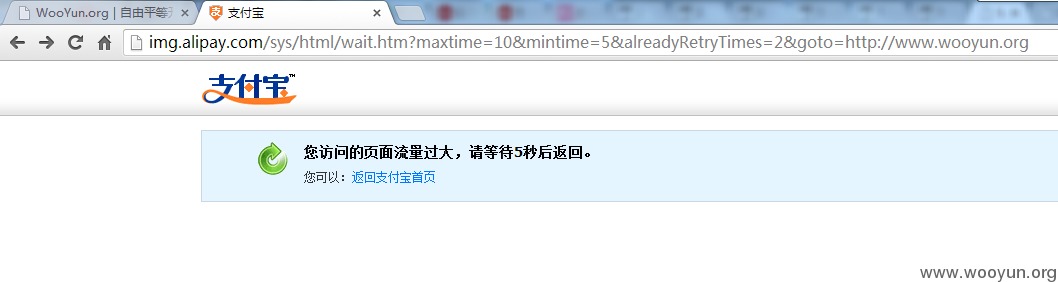 WooYun.org | 自由平等开
支付宝
img.alipay.com/sys/html/wait.htm?maxtime=10&mintime=5&alreadyRetryTimes=2&goto=http://www.wooyun.org
支付宝™
您访问的页面流量过大，请等待5秒后返回。
您可以：返回支付宝首页
www.wooyun.org